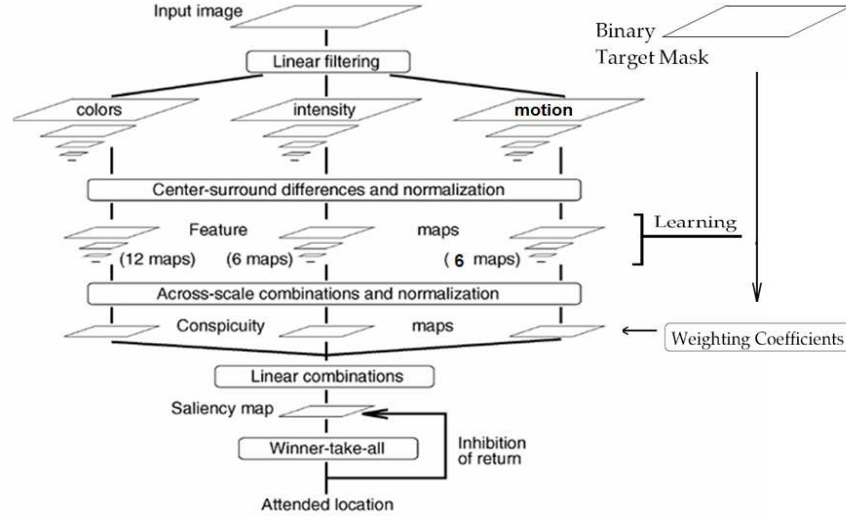 Input image
Binary
Target Mask
Linear filtering
colors
intensity
motion
Center-surround differences and normalization
Feature maps
Learning
(12 maps) (6 maps) ( 6 maps)
Across-scale combinations and normalization
Conspicuity maps
Weighting Coefficients
Linear combinations
Saliency map
Winner-take-all
Inhibition
of return
Attended location